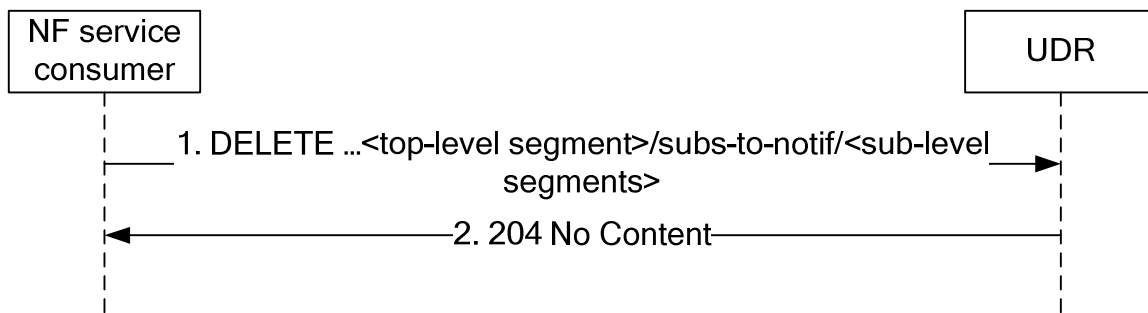 NF service
consumer
UDR
1. DELETE ...<top-level segment>/subs-to-notif/<sub-level
segments>
2. 204 No Content